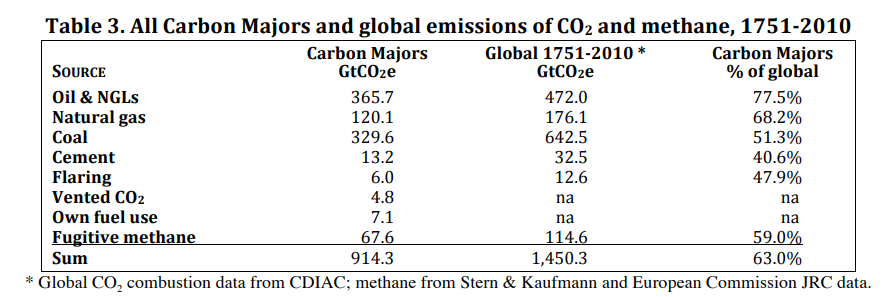 Table 3. All Carbon Majors and global emissions of CO₂ and methane, 1751-2010
Carbon Majors Global 1751-2010 * Carbon Majors
SOURCE GtCO₂e GtCO₂e % of global
Oil & NGLs 365.7 472.0 77.5%
Natural gas 120.1 176.1 68.2%
Coal 329.6 642.5 51.3%
Cement 13.2 32.5 40.6%
Flaring 6.0 12.6 47.9%
Vented CO₂ 4.8 na na
Own fuel use 7.1 na na
Fugitive methane 67.6 114.6 59.0%
Sum 914.3 1,450.3 63.0%
* Global CO₂ combustion data from CDIAC; methane from Stern & Kaufmann and European Commission JRC data.